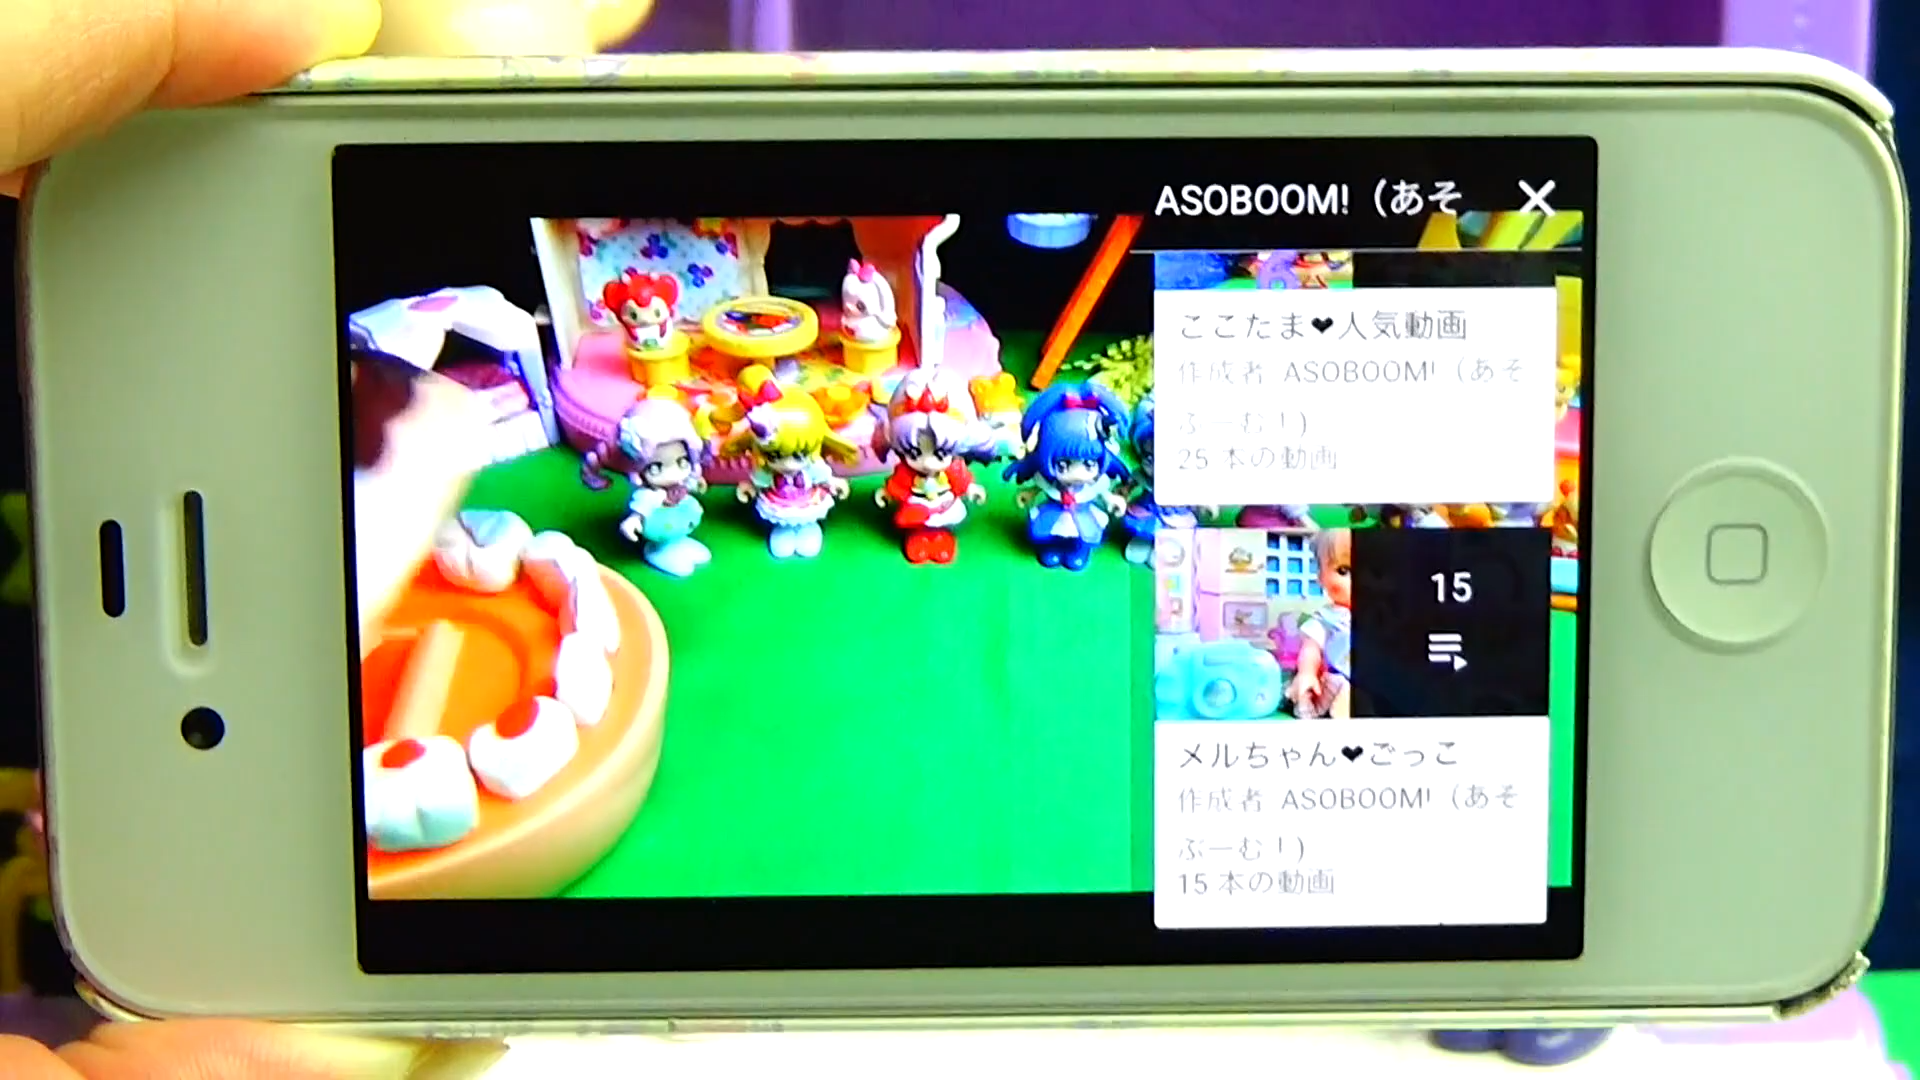 ASOBOOM!（あそ
ここたま❤人気動画
作成者 ASOBOOM!（あそ
ぶーむ！）
25 本の動画
15
メルちゃん❤ごっこ
作成者 ASOBOOM!（あそ
ぶーむ！）
15 本の動画